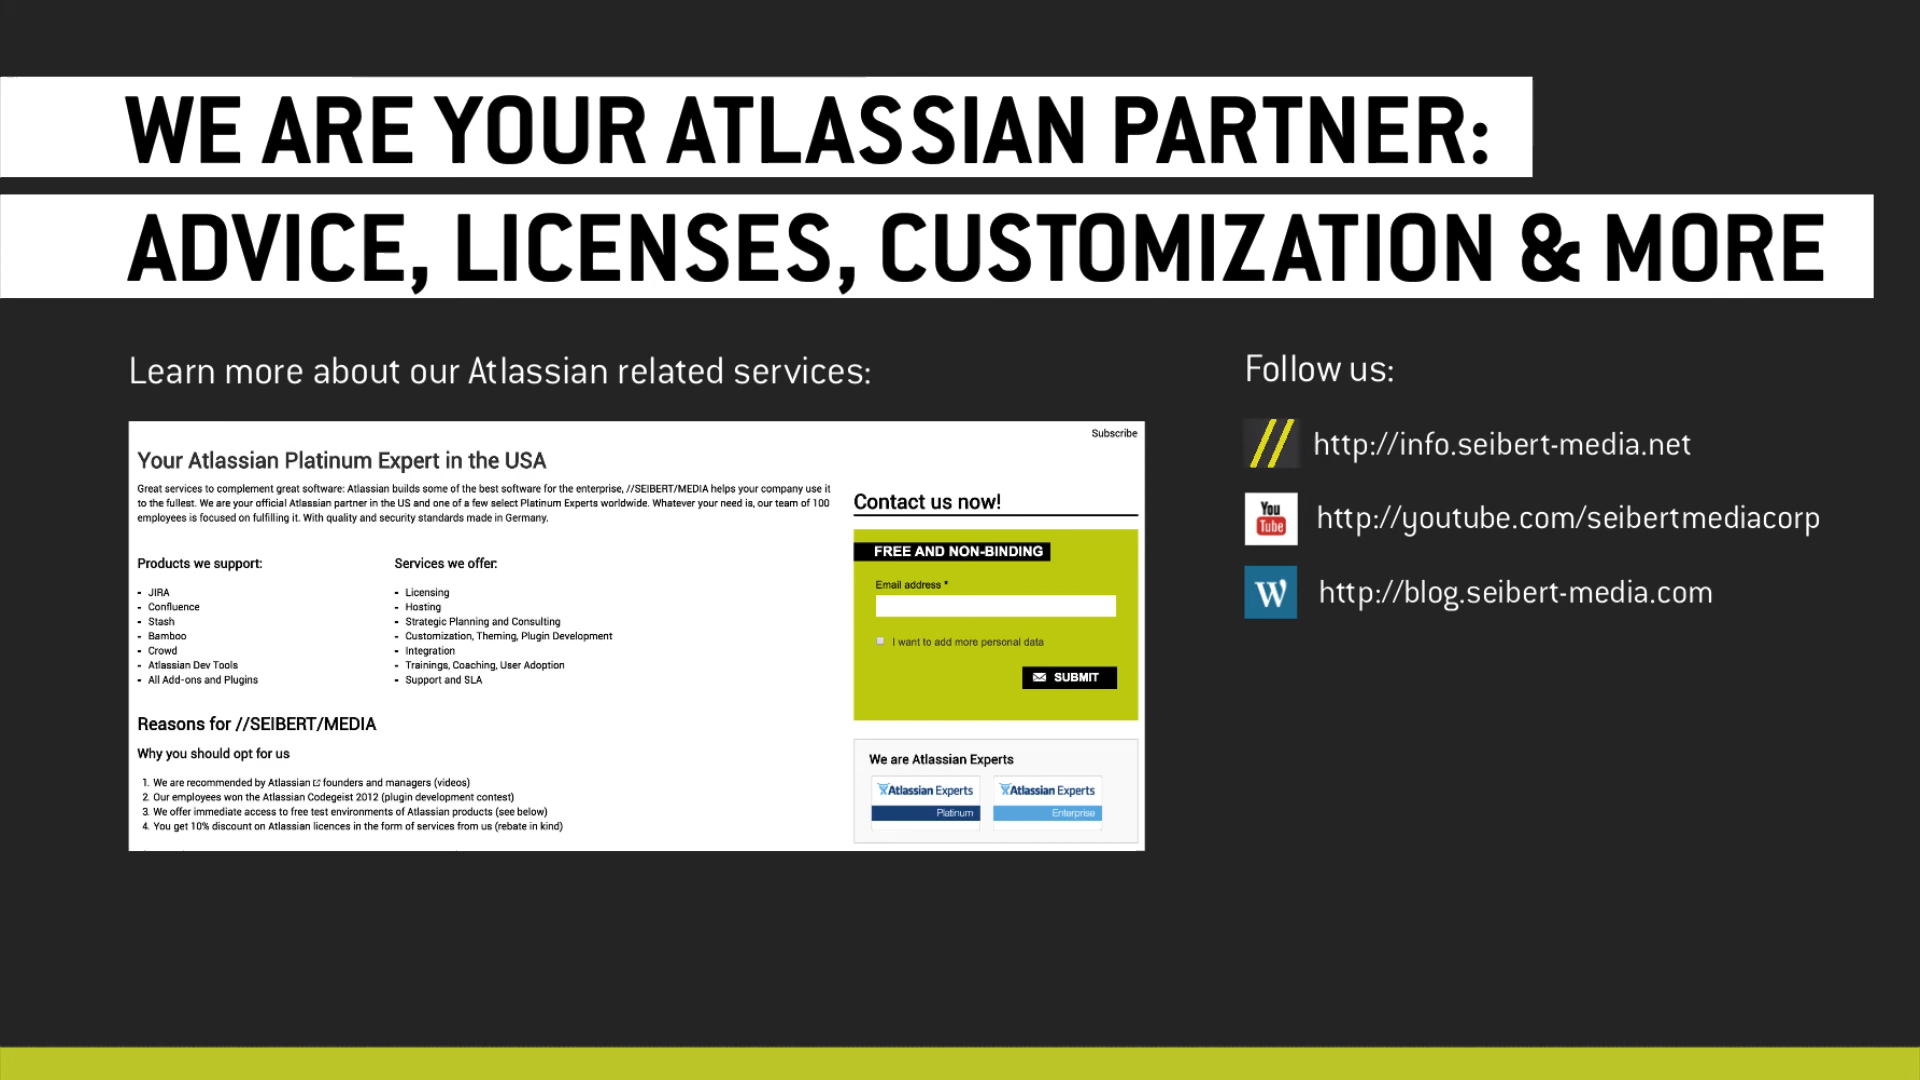 WE ARE YOUR ATLASSIAN PARTNER:
ADVICE, LICENSES, CUSTOMIZATION & MORE
Learn more about our Atlassian related services:
Subscribe
Your Atlassian Platinum Expert in the USA
Great services to complement great software: Atlassian builds some of the best software for the enterprise, //SEIBERT/MEDIA helps your company use it
to the fullest. We are your official Atlassian partner in the US and one of a few select Platinum Experts worldwide. Whatever your need is, our team of 100
employees is focused on fulfilling it. With quality and security standards made in Germany.
Products we support:
- JIRA
- Confluence
- Stash
- Bamboo
- Crowd
- Atlassian Dev Tools
- All Add-ons and Plugins
Services we offer:
- Licensing
- Hosting
- Strategic Planning and Consulting
- Customization, Theming, Plugin Development
- Integration
- Trainings, Coaching, User Adoption
- Support and SLA
Reasons for //SEIBERT/MEDIA
Why you should opt for us
1. We are recommended by Atlassian founders and managers (videos)
2. Our employees won the Atlassian Codegeist 2012 (plugin development contest)
3. We offer immediate access to free test environments of Atlassian products (see below)
4. You get 10% discount on Atlassian licences in the form of services from us (rebate in kind)
Contact us now!
FREE AND NON-BINDING
Email address *
I want to add more personal data
SUBMIT
We are Atlassian Experts
Atlassian Experts
Platinum
Atlassian Experts
Enterprise
Follow us:
// http://info.seibert-media.net
You Tube http://youtube.com/seibertmediacorp
W http://blog.seibert-media.com